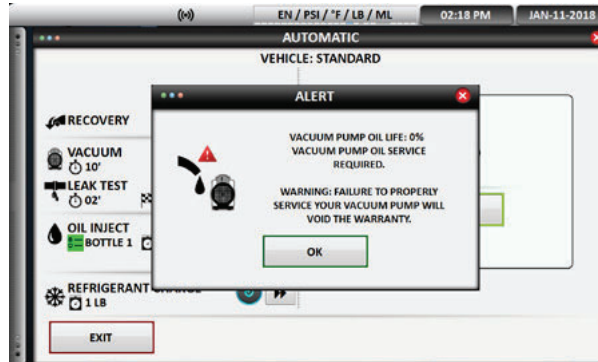 EN / PSI / °F / LB / ML
02:18 PM
JAN-11-2018
AUTOMATIC
VEHICLE: STANDARD
ALERT
VACUUM PUMP OIL LIFE: 0%
VACUUM PUMP OIL SERVICE
REQUIRED.
WARNING: FAILURE TO PROPERLY
SERVICE YOUR VACUUM PUMP WILL
VOID THE WARRANTY.
OK
RECOVERY
VACUUM
10'
LEAK TEST
02'
OIL INJECT
BOTTLE 1
REFRIGERANT
1 LB
EXIT